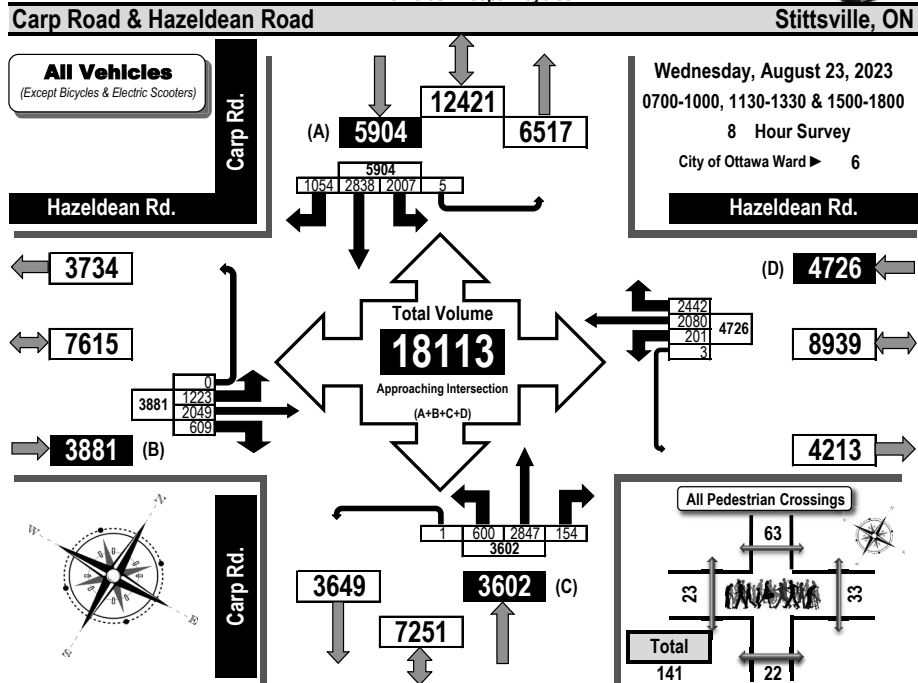 Carp Road & Hazeldean Road
Stittsville, ON
All Vehicles
(Except Bicycles & Electric Scooters)
Carp Rd.
Hazeldean Rd.
12421
(A) 5904
6517
5904
1054 2838 2007 5
Wednesday, August 23, 2023
0700-1000, 1130-1330 & 1500-1800
8 Hour Survey
City of Ottawa Ward ► 6
Hazeldean Rd.
3734
7615
0
1223
2049
609
3881
3881 (B)
Total Volume
18113
Approaching Intersection
(A+B+C+D)
2442
2080
201
3
4726
(D) 4726
8939
4213
N
W
E
S
Carp Rd.
1 600 2847 154
3602
3649
3602 (C)
7251
All Pedestrian Crossings
63
23
33
22
Total
141